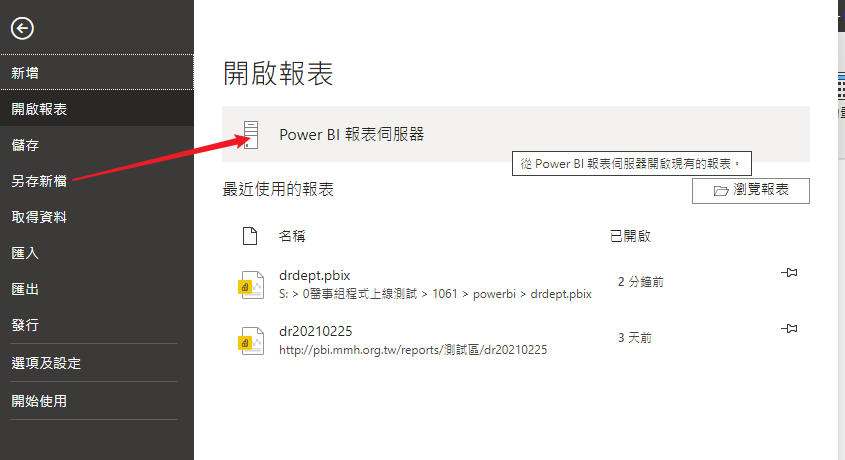 新增
開啟報表
儲存
另存新檔
取得資料
匯入
匯出
發行
選項及設定
開始使用
開啟報表
Power BI 報表伺服器
從 Power BI 報表伺服器開啟現有的報表。
最近使用的報表
瀏覽報表
名稱 已開啟
drdept.pbix
S: > 0醫事組程式上線測試 > 1061 > powerbi > drdept.pbix
2 分鐘前
dr20210225
http://pbi.mmh.org.tw/reports/測試區/dr20210225
3 天前